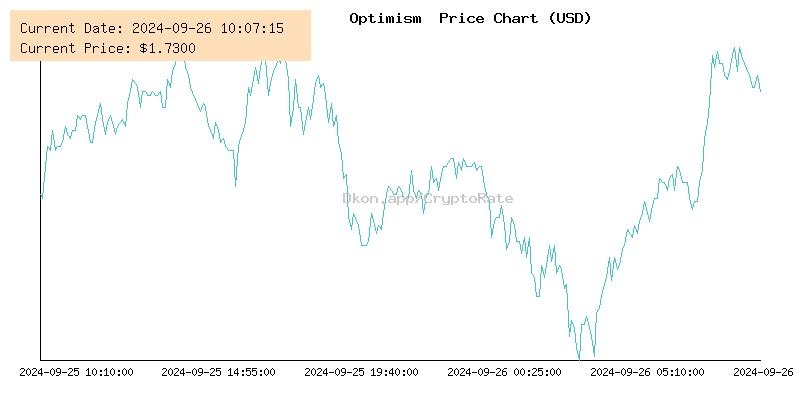 Optimism Price Chart (USD)
Current Date: 2024-09-26 10:07:15
Current Price: $1.7300
Dkon.app/CryptoRate
2024-09-25 10:10:00 2024-09-25 14:55:00 2024-09-25 19:40:00 2024-09-26 00:25:00 2024-09-26 05:10:00 2024-09-26